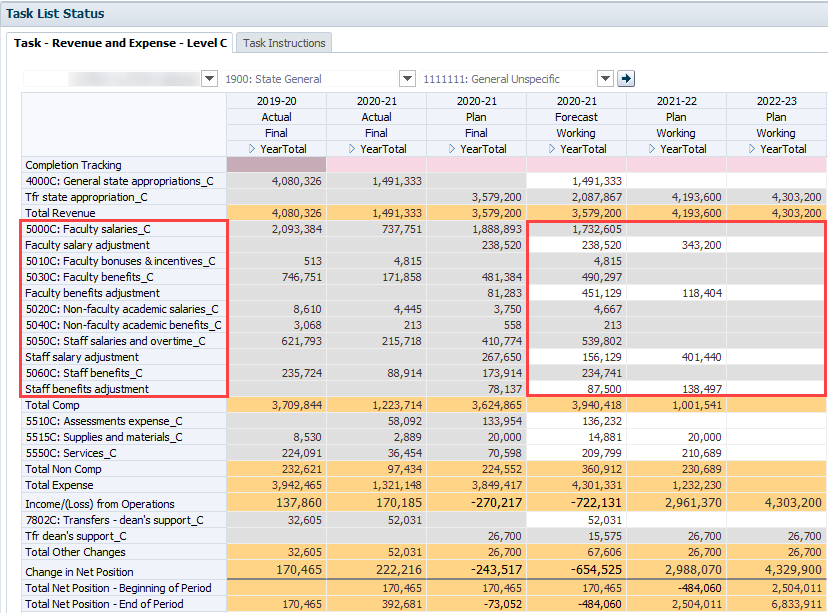 Task List Status
Task - Revenue and Expense - Level C Task Instructions
1900: State General 1111111: General Unspecific
2019-20 2020-21 2020-21 2020-21 2021-22 2022-23
Actual Actual Plan Forecast Plan Plan
Final Final Final Working Working Working
YearTotal YearTotal YearTotal YearTotal YearTotal YearTotal
Completion Tracking
4000C: General state appropriations_C 4,080,326 1,491,333 1,491,333
Tfr state appropriation_C 3,579,200 2,087,867 4,193,600 4,303,200
Total Revenue 4,080,326 1,491,333 3,579,200 3,579,200 4,193,600 4,303,200
5000C: Faculty salaries_C 2,093,384 737,751 1,888,893 1,732,605
Faculty salary adjustment 238,520 238,520 343,200
5010C: Faculty bonuses & incentives_C 513 4,815 4,815
5030C: Faculty benefits_C 746,751 171,858 481,384 490,297
Faculty benefits adjustment 81,283 451,129 118,404
5020C: Non-faculty academic salaries_C 8,610 4,445 3,750 4,667
5040C: Non-faculty academic benefits_C 3,068 213 558 213
5050C: Staff salaries and overtime_C 621,793 215,718 410,774 539,802
Staff salary adjustment 267,650 156,129 401,440
5060C: Staff benefits_C 235,724 88,914 173,914 234,741
Staff benefits adjustment 78,137 87,500 138,497
Total Comp 3,709,844 1,223,714 3,624,865 3,940,418 1,001,541
5510C: Assessments expense_C 58,092 133,954 136,232
5515C: Supplies and materials_C 8,530 2,889 20,000 14,881 20,000
5550C: Services_C 224,091 36,454 70,598 209,799 210,689
Total Non Comp 232,621 97,434 224,552 360,912 230,689
Total Expense 3,942,465 1,321,148 3,849,417 4,301,331 1,232,230
Income/(Loss) from Operations 137,860 170,185 -270,217 -722,131 2,961,370 4,303,200
7802C: Transfers - dean's support_C 32,605 52,031 52,031
Tfr dean's support_C 26,700 15,575 26,700 26,700
Total Other Changes 32,605 52,031 26,700 67,606 26,700 26,700
Change in Net Position 170,465 222,216 -243,517 -654,525 2,988,070 4,329,900
Total Net Position - Beginning of Period 170,465 170,465 170,465 -484,060 2,504,011
Total Net Position - End of Period 170,465 392,681 -73,052 -484,060 2,504,011 6,833,911